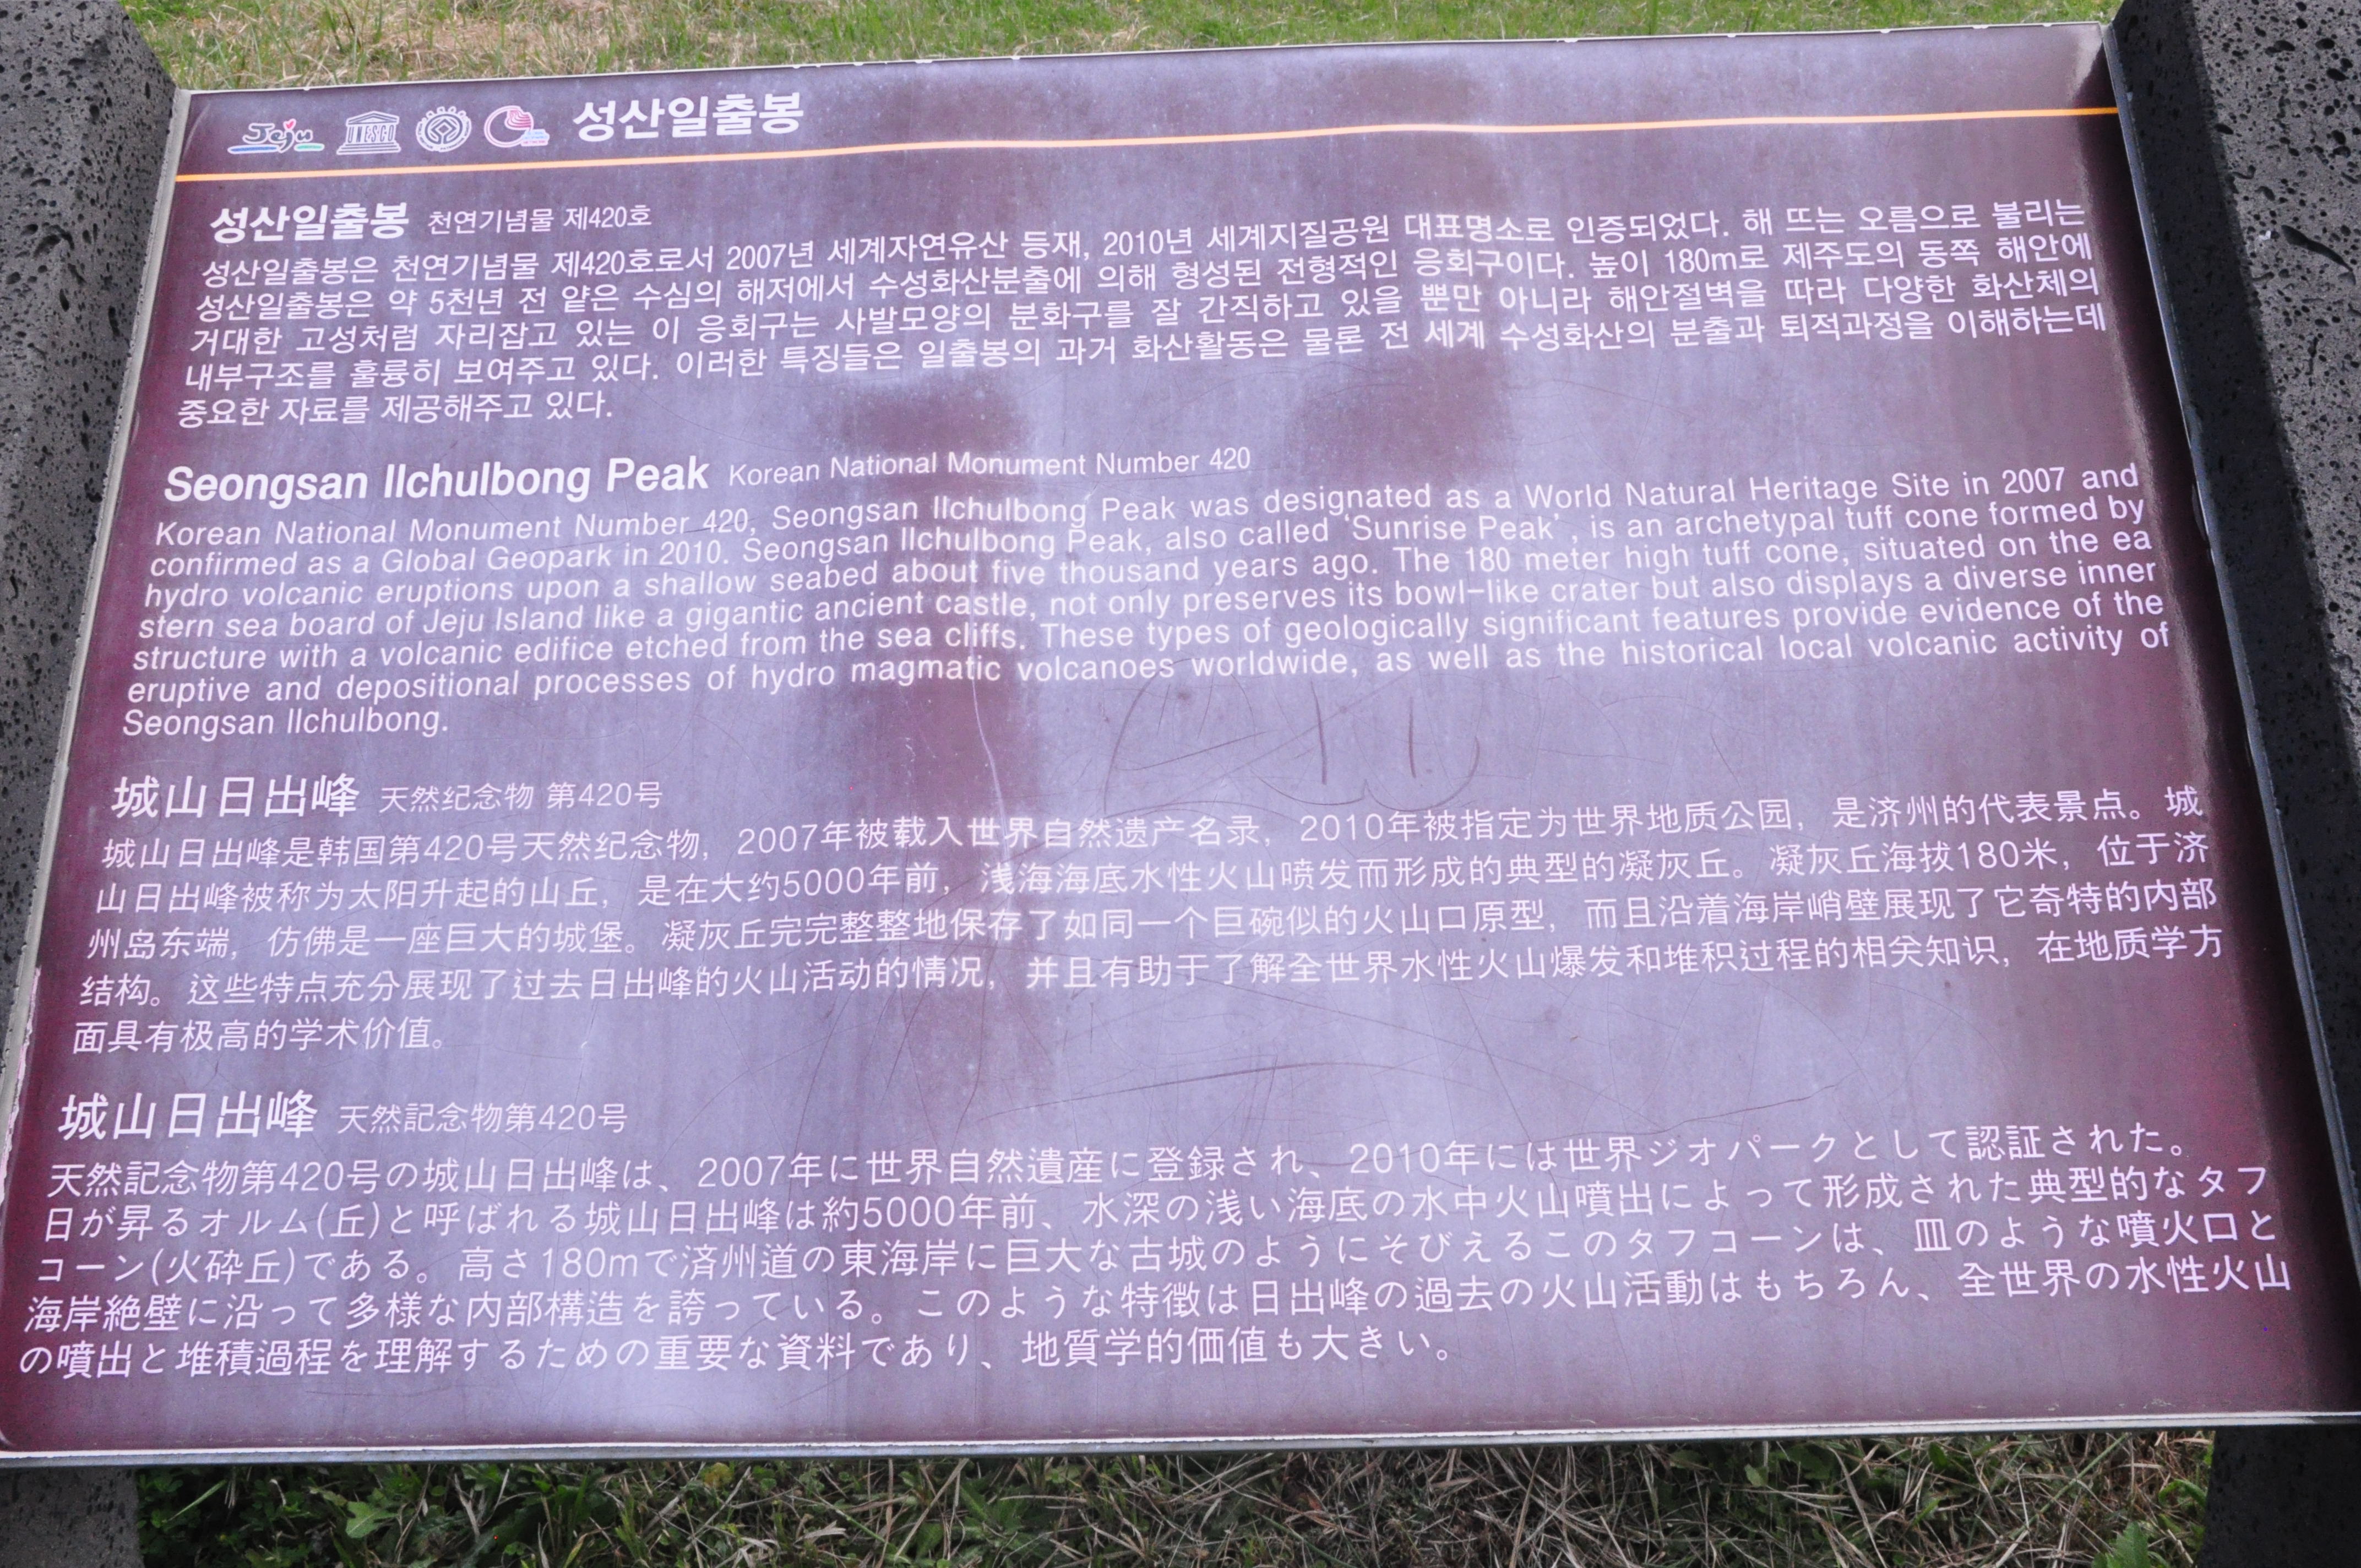 Jeju UNESCO 성산일출봉
성산일출봉 천연기념물 제420호
성산일출봉은 천연기념물 제420호로서 2007년 세계자연유산 등재, 2010년 세계지질공원 대표명소로 인증되었다. 해 뜨는 오름으로 불리는
성산일출봉은 약 5천년 전 얕은 수심의 해저에서 수성화산분출에 의해 형성된 전형적인 응회구이다. 높이 180m로 제주도의 동쪽 해안에
거대한 고성처럼 자리잡고 있는 이 응회구는 사발모양의 분화구를 잘 간직하고 있을 뿐만 아니라 해안절벽을 따라 다양한 화산체의
내부구조를 훌륭히 보여주고 있다. 이러한 특징들은 일출봉의 과거 화산활동은 물론 전 세계 수성화산의 분출과 퇴적과정을 이해하는데
중요한 자료를 제공해주고 있다.
Seongsan Ilchulbong Peak Korean National Monument Number 420
Korean National Monument Number 420, Seongsan Ilchulbong Peak was designated as a World Natural Heritage Site in 2007 and
confirmed as a Global Geopark in 2010. Seongsan Ilchulbong Peak, also called ‘Sunrise Peak’, is an archetypal tuff cone formed by
hydro volcanic eruptions upon a shallow seabed about five thousand years ago. The 180 meter high tuff cone, situated on the ea
stern sea board of Jeju Island like a gigantic ancient castle, not only preserves its bowl-like crater but also displays a diverse inner
structure with a volcanic edifice etched from the sea cliffs. These types of geologically significant features provide evidence of the
eruptive and depositional processes of hydro magmatic volcanoes worldwide, as well as the historical local volcanic activity of
Seongsan Ilchulbong.
城山日出峰 天然纪念物 第420号
城山日出峰是韩国第420号天然纪念物，2007年被载入世界自然遗产名录，2010年被指定为世界地质公园，是济州的代表景点。城
山日出峰被称为太阳升起的山丘，是在大约5000年前，浅海海底水性火山喷发而形成的典型的凝灰丘。凝灰丘海拔180米，位于济
州岛东端，仿佛是一座巨大的城堡。凝灰丘完完整整地保存了如同一个巨碗似的火山口原型，而且沿着海岸峭壁展现了它奇特的内部
结构。这些特点充分展现了过去日出峰的火山活动的情况，并且有助于了解全世界水性火山爆发和堆积过程的相关知识，在地质学方
面具有极高的学术价值。
城山日出峰 天然記念物第420号
天然記念物第420号の城山日出峰は、2007年に世界自然遺産に登録され、2010年には世界ジオパークとして認証された。
日が昇るオルム(丘)と呼ばれる城山日出峰は約5000年前、水深の浅い海底の水中火山噴出によって形成された典型的なタフ
コーン(火砕丘)である。高さ180mで済州道の東海岸に巨大な古城のようにそびえるこのタフコーンは、皿のような噴火口と
海岸絶壁に沿って多様な内部構造を誇っている。このような特徴は日出峰の過去の火山活動はもちろん、全世界の水性火山
の噴出と堆積過程を理解するための重要な資料であり、地質学的価値も大きい。